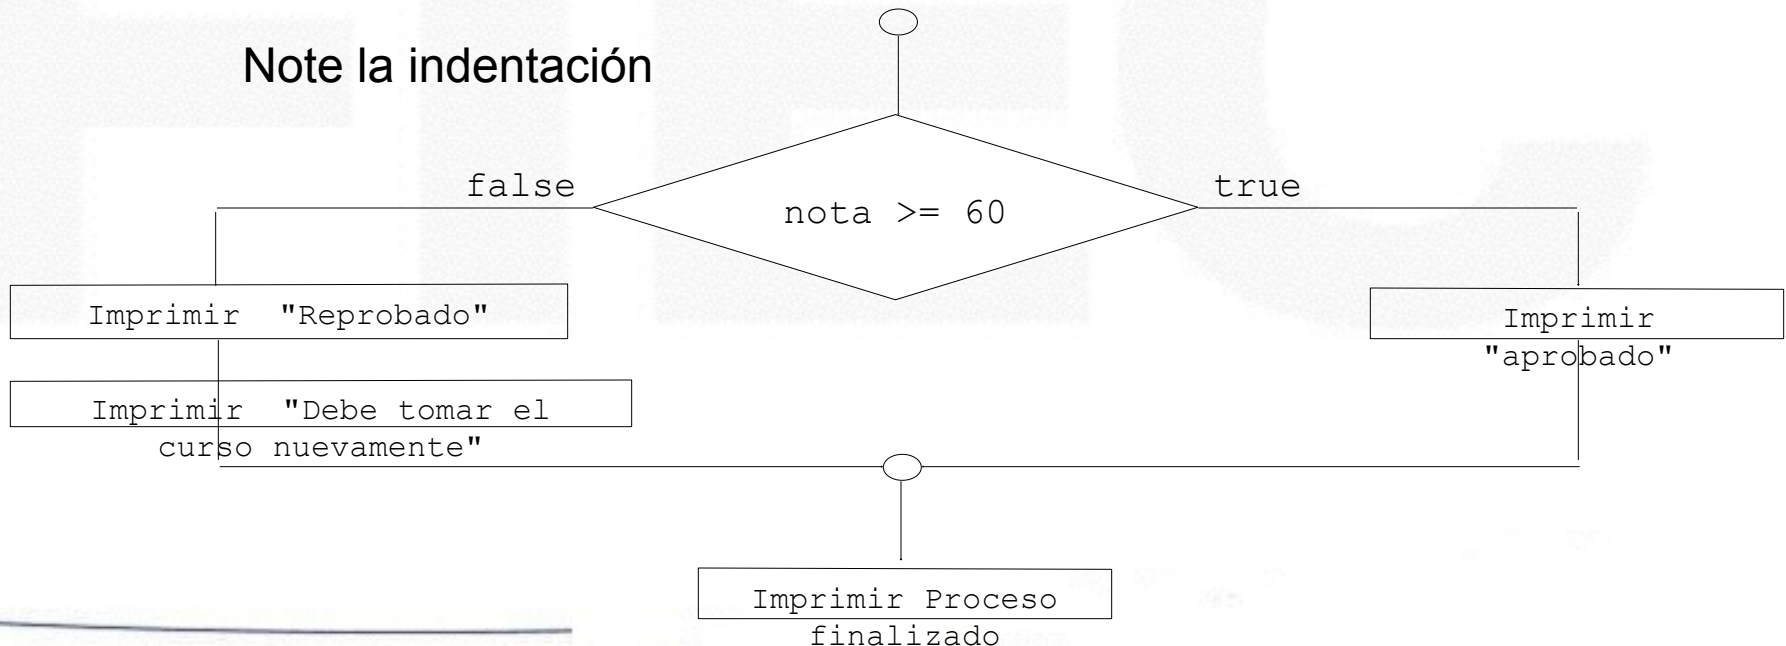 Note la indentación
false
true
nota >= 60
Imprimir "Reprobado"
Imprimir
"aprobado"
Imprimir "Debe tomar el
curso nuevamente"
Imprimir Proceso
finalizado